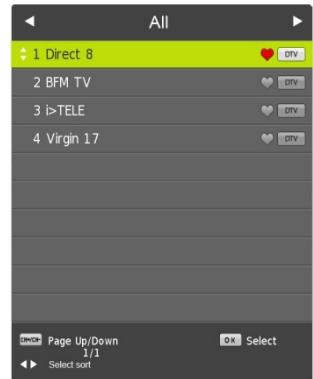 All
1 Direct 8 DTV
2 BFM TV DTV
3 i>TELE DTV
4 Virgin 17 DTV
CH+/CH- Page Up/Down OK Select
1/1
Select sort